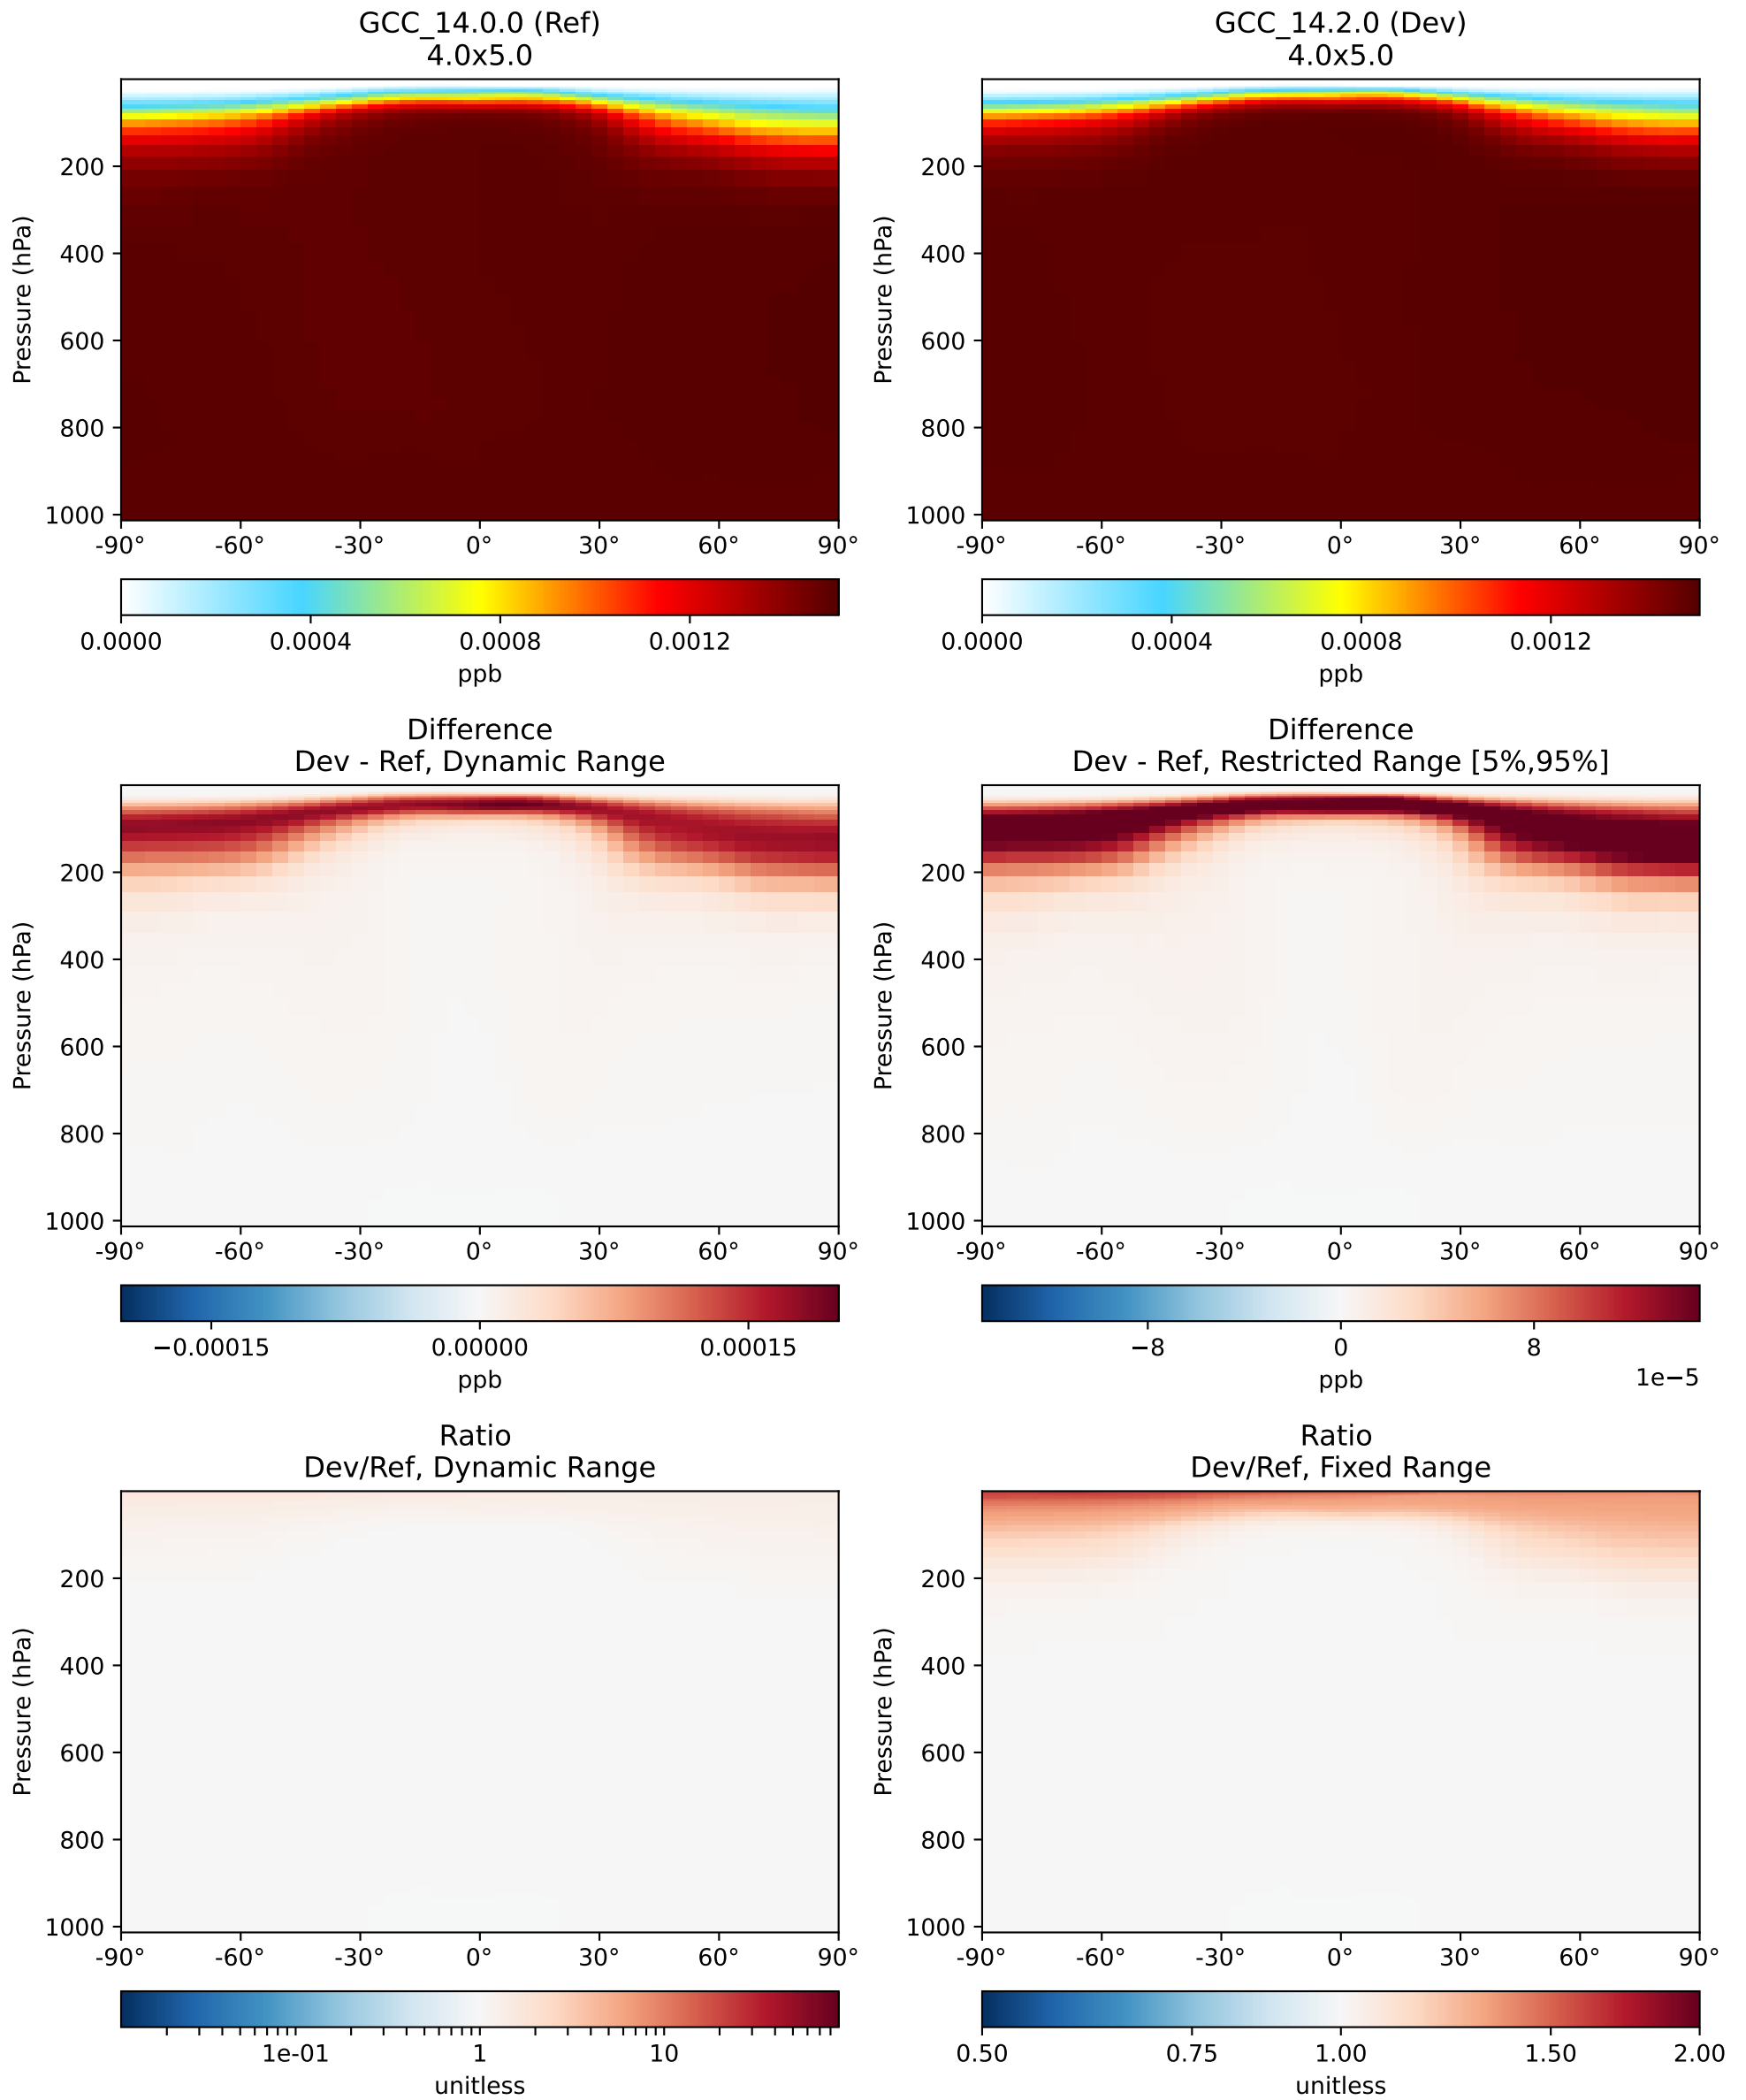 GCC_14.0.0 (Ref)
4.0x5.0
Pressure (hPa)
200
400
600
800
1000
-90° -60° -30° 0° 30° 60° 90°
0.0000 0.0004 0.0008 0.0012
ppb
GCC_14.2.0 (Dev)
4.0x5.0
Pressure (hPa)
200
400
600
800
1000
-90° -60° -30° 0° 30° 60° 90°
0.0000 0.0004 0.0008 0.0012
ppb
Difference
Dev - Ref, Dynamic Range
Pressure (hPa)
200
400
600
800
1000
-90° -60° -30° 0° 30° 60° 90°
−0.00015 0.00000 0.00015
ppb
Difference
Dev - Ref, Restricted Range [5%,95%]
Pressure (hPa)
200
400
600
800
1000
-90° -60° -30° 0° 30° 60° 90°
−8 0 8
ppb
1e−5
Ratio
Dev/Ref, Dynamic Range
Pressure (hPa)
200
400
600
800
1000
-90° -60° -30° 0° 30° 60° 90°
1e-01 1 10
unitless
Ratio
Dev/Ref, Fixed Range
Pressure (hPa)
200
400
600
800
1000
-90° -60° -30° 0° 30° 60° 90°
0.50 0.75 1.00 1.50 2.00
unitless